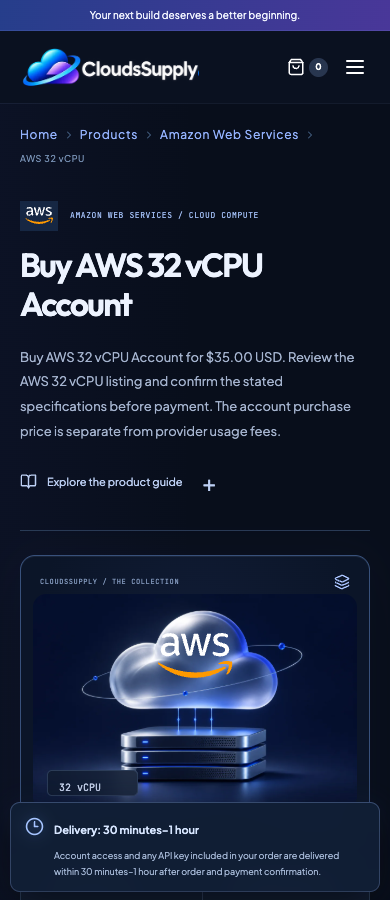 Your next build deserves a better beginning.
CloudsSupply
0
Home > Products > Amazon Web Services >
AWS 32 vCPU
aws
AMAZON WEB SERVICES / CLOUD COMPUTE
Buy AWS 32 vCPU
Account
Buy AWS 32 vCPU Account for $35.00 USD. Review the
AWS 32 vCPU listing and confirm the stated
specifications before payment. The account purchase
price is separate from provider usage fees.
Explore the product guide +
CLOUDSSUPPLY / THE COLLECTION
aws
32 vCPU
Delivery: 30 minutes–1 hour
Account access and any API key included in your order are delivered
within 30 minutes–1 hour after order and payment confirmation.